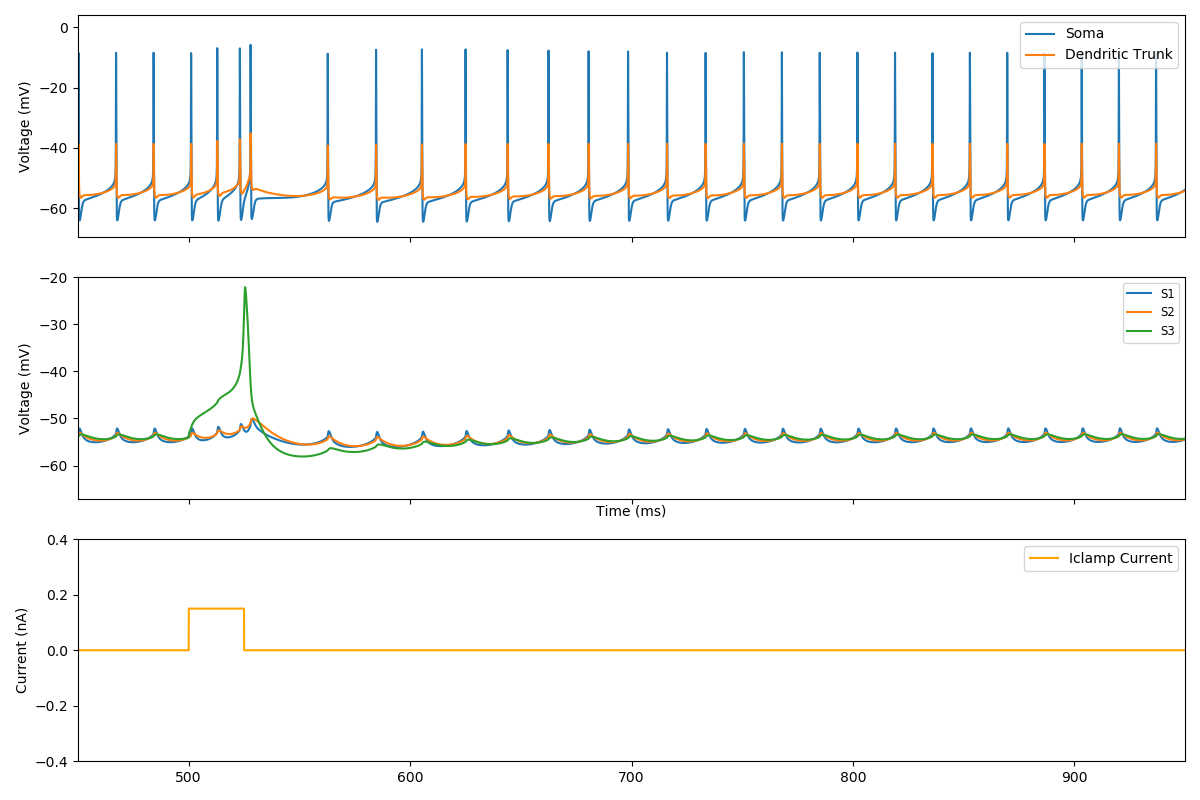 0
−20
−40
−60
Voltage (mV)
Soma
Dendritic Trunk
−20
−30
−40
−50
−60
Voltage (mV)
S1
S2
S3
Time (ms)
0.4
0.2
0.0
−0.2
−0.4
Current (nA)
Iclamp Current
500
600
700
800
900